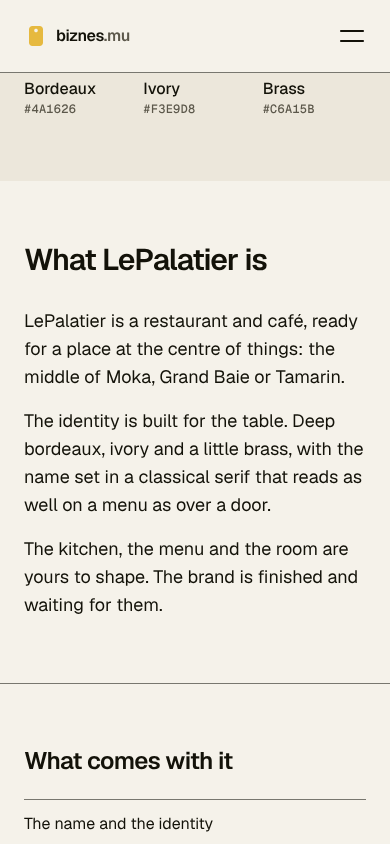 biznes.mu
Bordeaux Ivory Brass
#4A1626 #F3E9D8 #C6A15B
What LePalatier is
LePalatier is a restaurant and café, ready
for a place at the centre of things: the
middle of Moka, Grand Baie or Tamarin.
The identity is built for the table. Deep
bordeaux, ivory and a little brass, with the
name set in a classical serif that reads as
well on a menu as over a door.
The kitchen, the menu and the room are
yours to shape. The brand is finished and
waiting for them.
What comes with it
The name and the identity